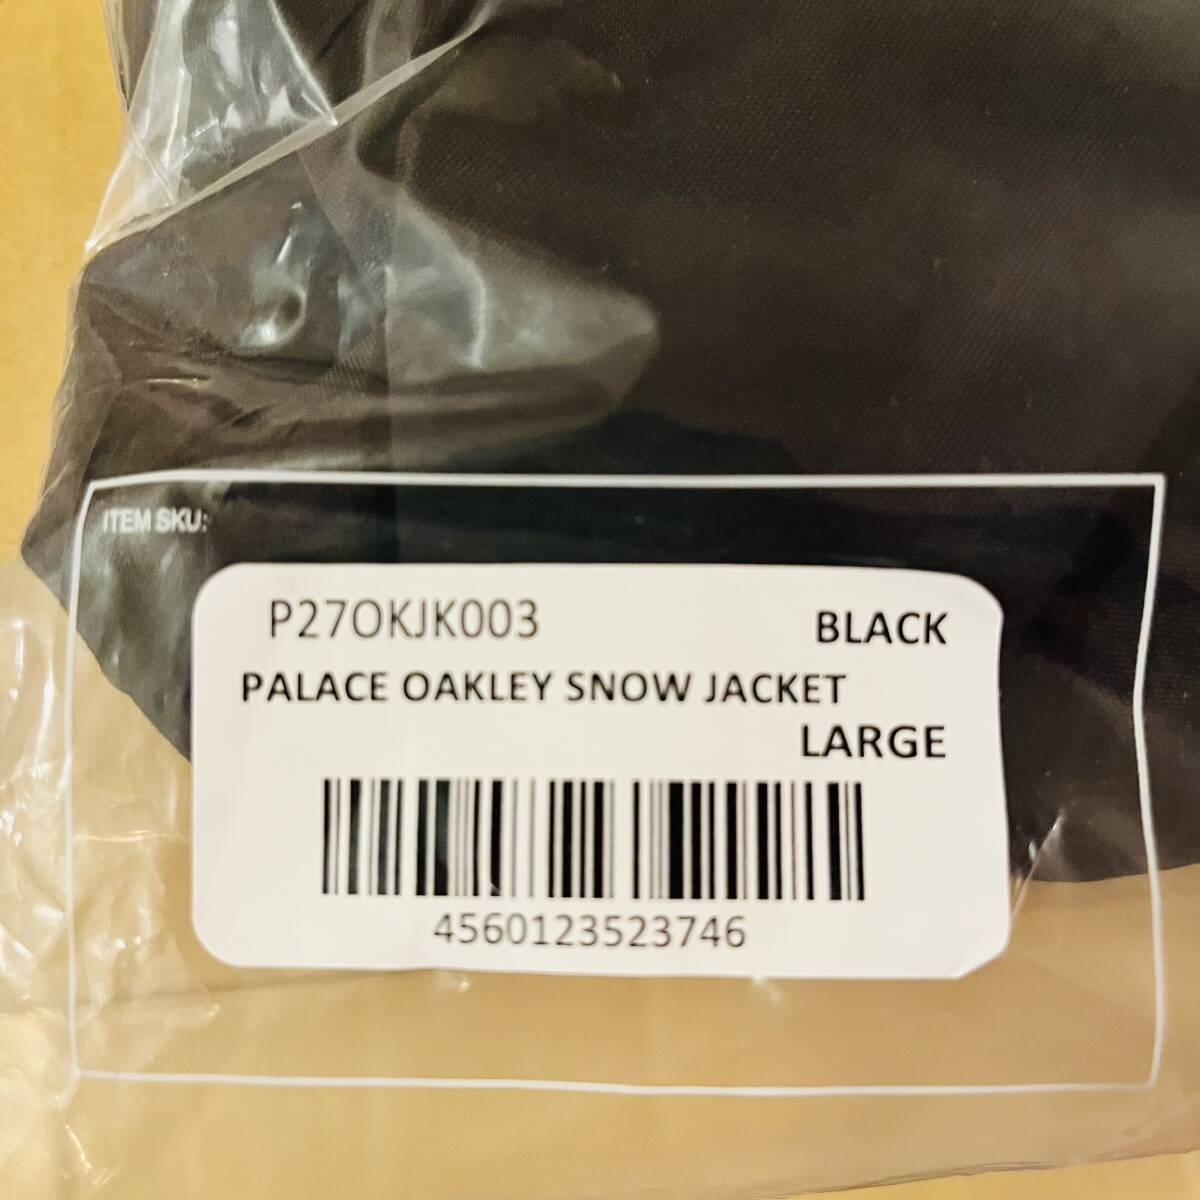 ITEM SKU:
P27OKJK003 BLACK
PALACE OAKLEY SNOW JACKET
LARGE
4560123523746